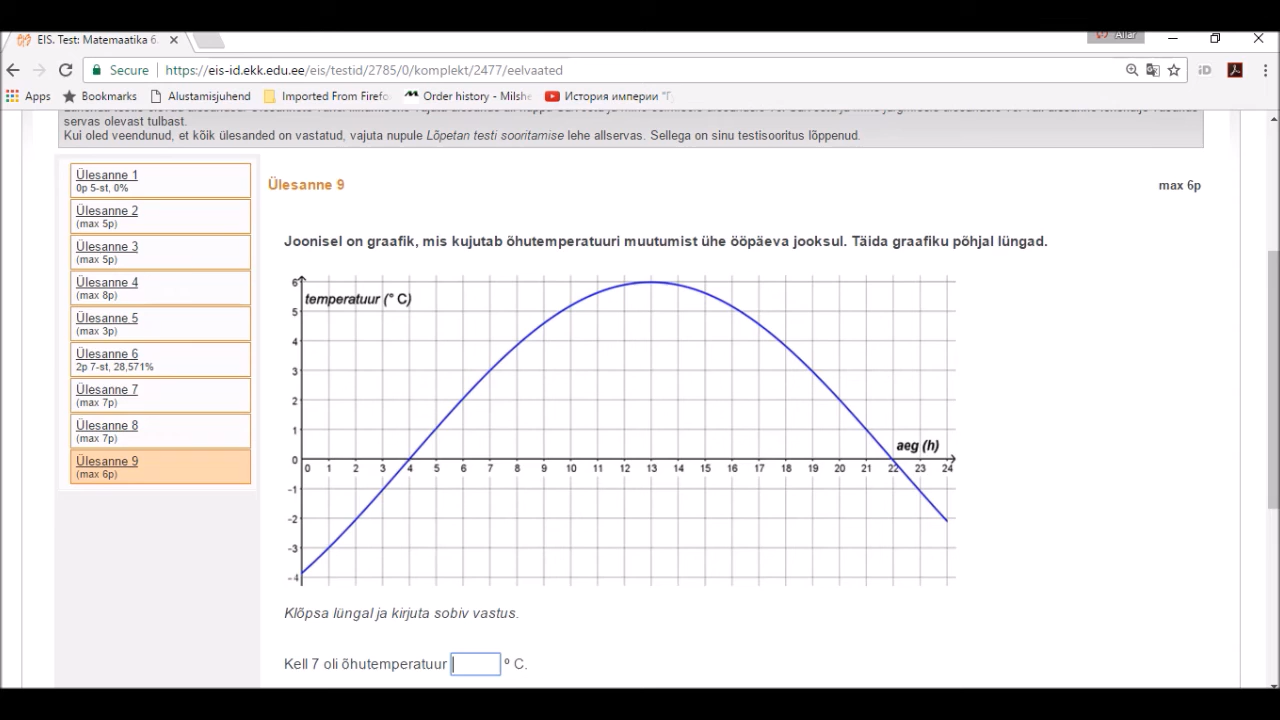 EIS. Test: Matemaatika 6.
Allar
Secure https://eis-id.ekk.edu.ee/eis/testid/2785/0/komplekt/2477/eelvaated
iD
Apps Bookmarks Alustamisjuhend Imported From Firefo Order history - Milshe История империи "Г
servas olevast tulbast.
Kui oled veendunud, et kõik ülesanded on vastatud, vajuta nupule Lõpetan testi sooritamise lehe allservas. Sellega on sinu testisooritus lõppenud.
Ülesanne 1
0p 5-st, 0%
Ülesanne 2
(max 5p)
Ülesanne 3
(max 5p)
Ülesanne 4
(max 8p)
Ülesanne 5
(max 3p)
Ülesanne 6
2p 7-st, 28,571%
Ülesanne 7
(max 7p)
Ülesanne 8
(max 7p)
Ülesanne 9
(max 6p)
Ülesanne 9 max 6p
Joonisel on graafik, mis kujutab õhutemperatuuri muutumist ühe ööpäeva jooksul. Täida graafiku põhjal lüngad.
6
temperatuur (° C)
5
4
3
2
1
aeg (h)
0
0 1 2 3 4 5 6 7 8 9 10 11 12 13 14 15 16 17 18 19 20 21 22 23 24
-1
-2
-3
-4
Klõpsa lüngal ja kirjuta sobiv vastus.
Kell 7 oli õhutemperatuur º C.